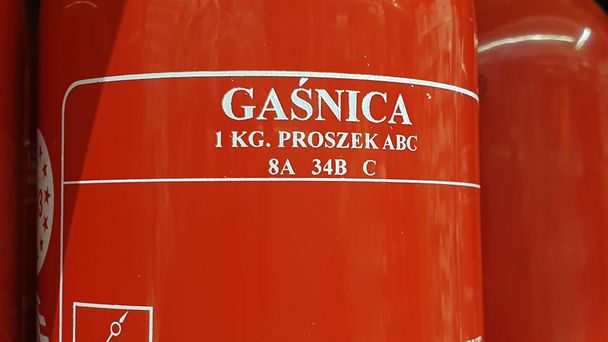 GAŚNICA
1 KG. PROSZEK ABC
8A 34B C